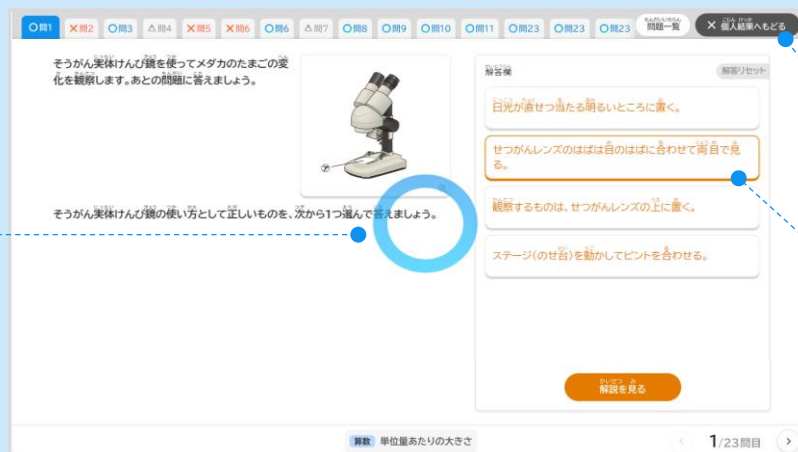 〇問1 ×問2 〇問3 △問4 ×問5 ×問6 〇問6 △問7 〇問8 〇問9 〇問10 〇問11 〇問23 〇問23 〇問23 問題一覧 × 個人結果へもどる
そうがん実体けんび鏡を使ってメダカのたまごの変
化を観察します。あとの問題に答えましょう。
ア
そうがん実体けんび鏡の使い方として正しいものを、次から1つ選んで答えましょう。
解答欄 解答リセット
日光が直せつ当たる明るいところに置く。
せつがんレンズのはばは目のはばに合わせて両目で見
る。
観察するものは、せつがんレンズの上に置く。
ステージ(のせ台)を動かしてピントを合わせる。
解説を見る
算数 単位量あたりの大きさ
1/23問目